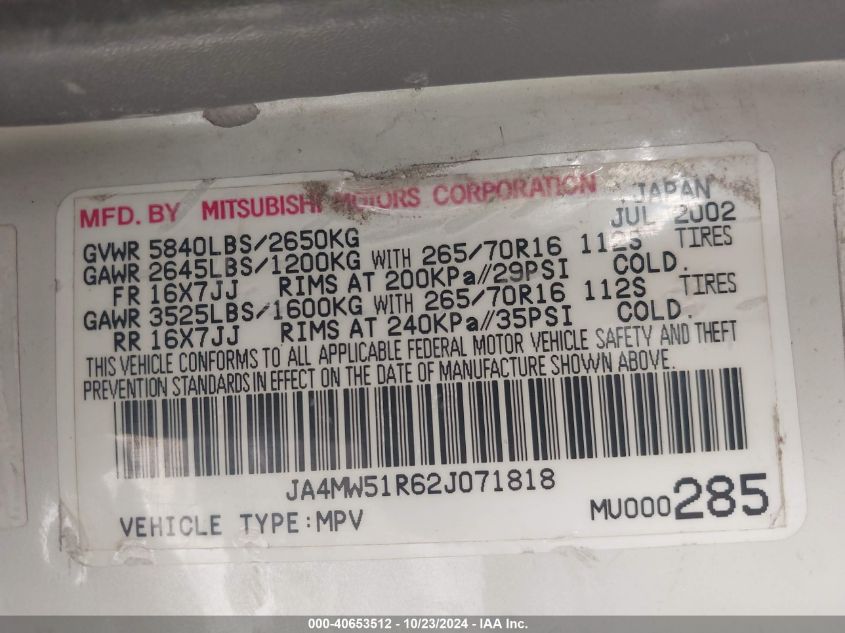 MFD. BY MITSUBISHI MOTORS CORPORATION JAPAN
JUL 2002
GVWR 5840LBS/2650KG
GAWR 2645LBS/1200KG WITH 265/70R16 112S TIRES
FR 16X7JJ RIMS AT 200KPa//29PSI COLD.
GAWR 3525LBS/1600KG WITH 265/70R16 112S TIRES
RR 16X7JJ RIMS AT 240KPa//35PSI COLD.
THIS VEHICLE CONFORMS TO ALL APPLICABLE FEDERAL MOTOR VEHICLE SAFETY AND THEFT
PREVENTION STANDARDS IN EFFECT ON THE DATE OF MANUFACTURE SHOWN ABOVE.
JA4MW51R62J071818
VEHICLE TYPE:MPV MU000285
000-40653512 - 10/23/2024 - IAA Inc.